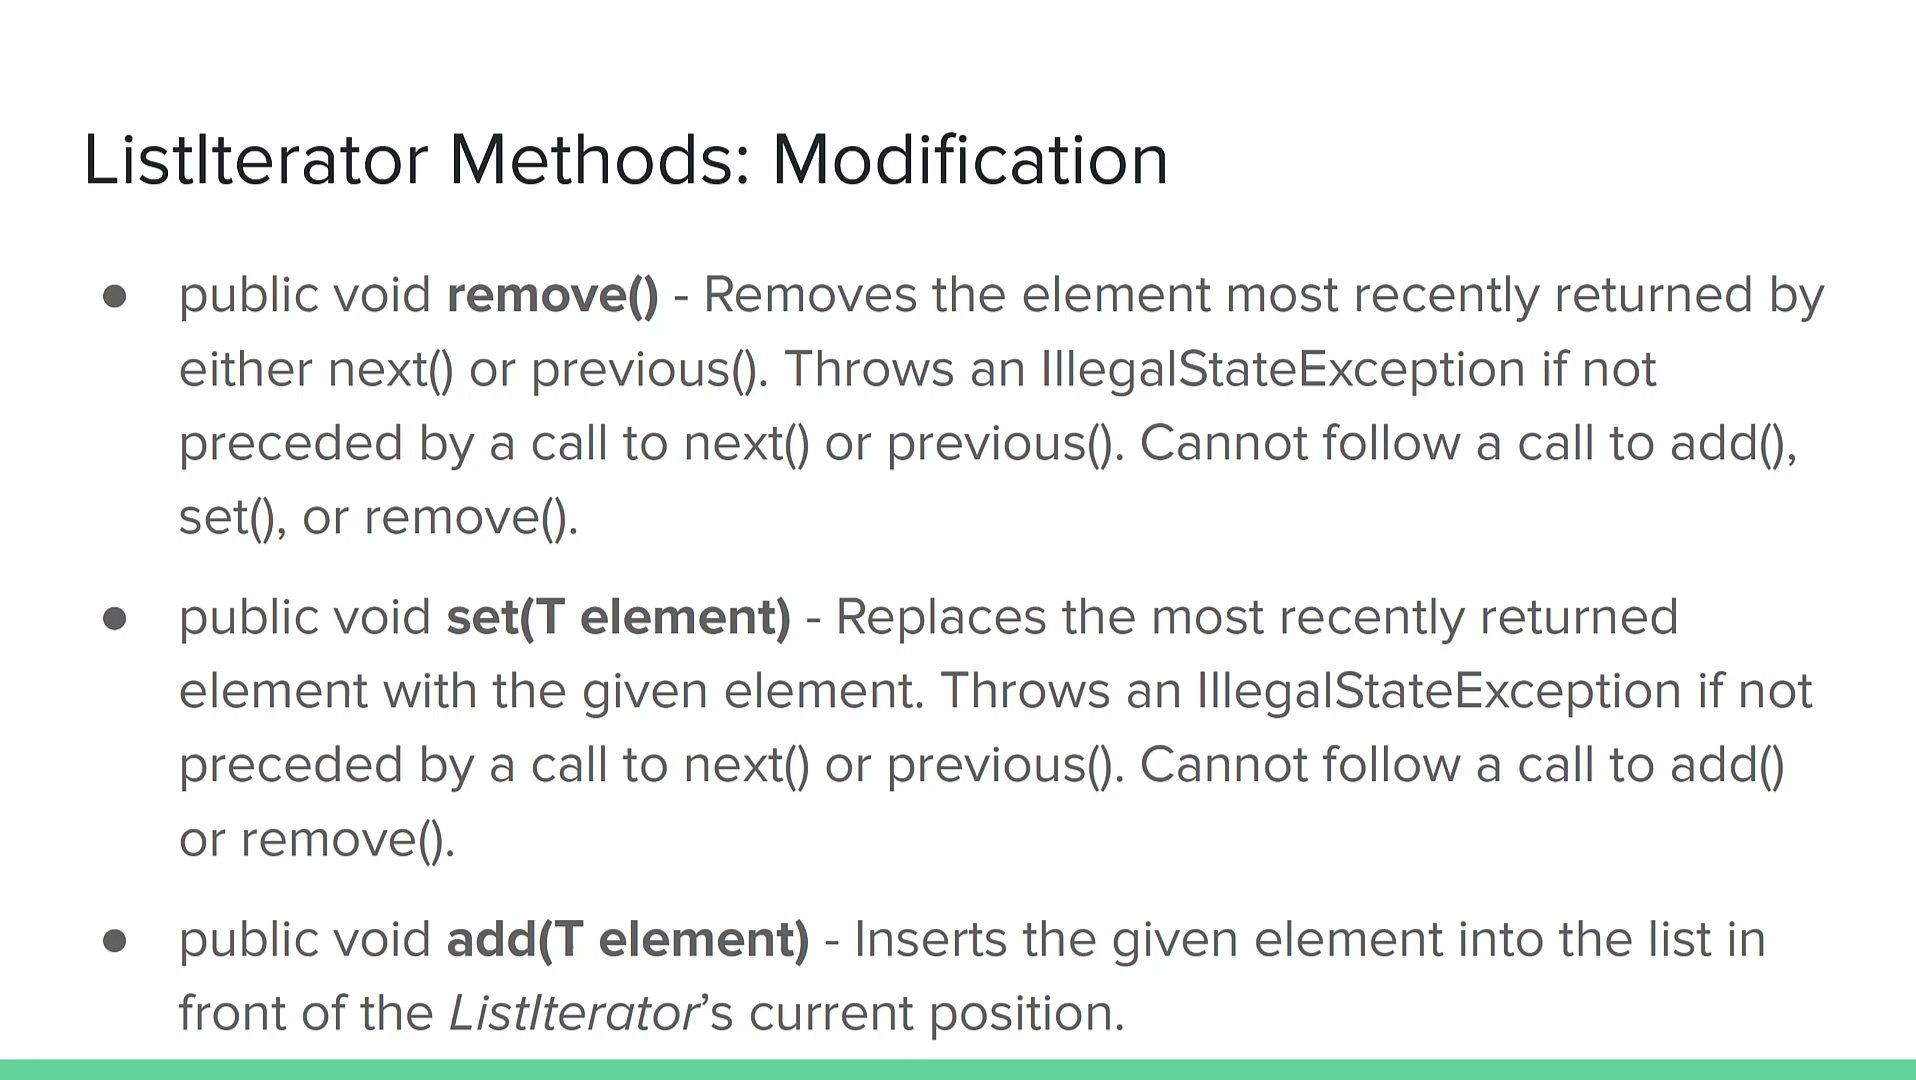 ListIterator Methods: Modification
● public void remove() - Removes the element most recently returned by
either next() or previous(). Throws an IllegalStateException if not
preceded by a call to next() or previous(). Cannot follow a call to add(),
set(), or remove().
● public void set(T element) - Replaces the most recently returned
element with the given element. Throws an IllegalStateException if not
preceded by a call to next() or previous(). Cannot follow a call to add()
or remove().
● public void add(T element) - Inserts the given element into the list in
front of the ListIterator’s current position.